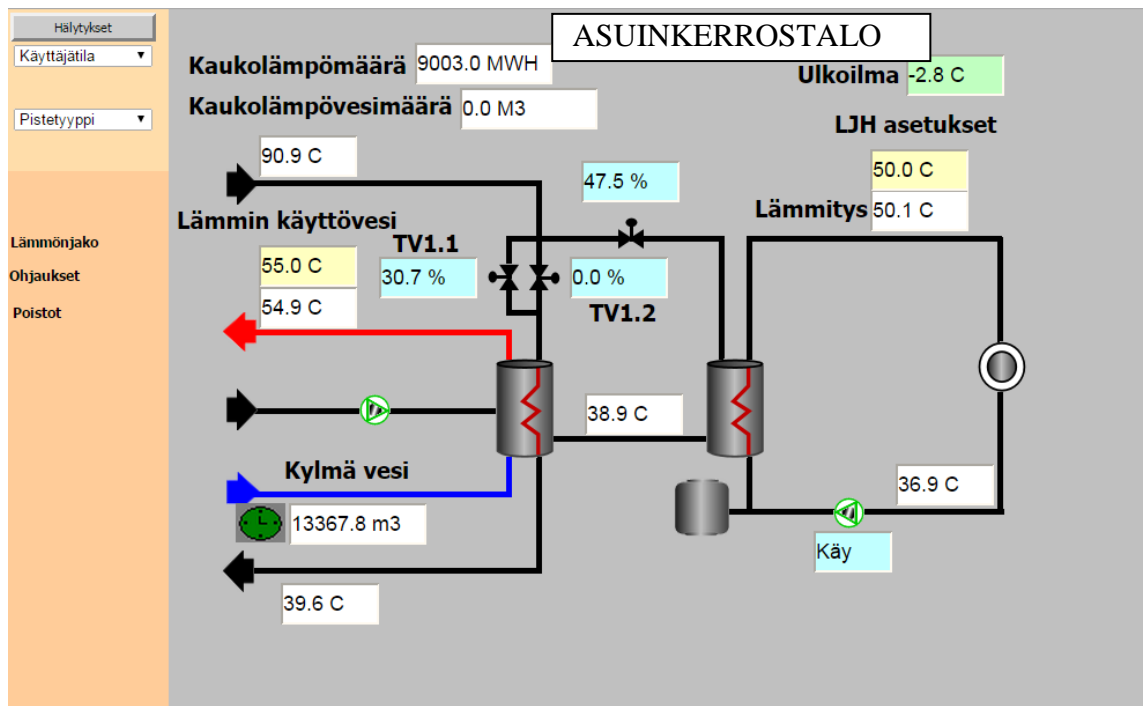 Hälytykset
Käyttäjätila
Pistetyyppi
Lämmönjako
Ohjaukset
Poistot
ASUINKERROSTALO
Kaukolämpömäärä 9003.0 MWH
Kaukolämpövesimäärä 0.0 M3
Ulkoilma -2.8 C
LJH asetukset
90.9 C
47.5 %
50.0 C
Lämmitys 50.1 C
Lämmin käyttövesi
TV1.1
55.0 C
30.7 %
0.0 %
54.9 C
TV1.2
38.9 C
Kylmä vesi
36.9 C
13367.8 m3
Käy
39.6 C